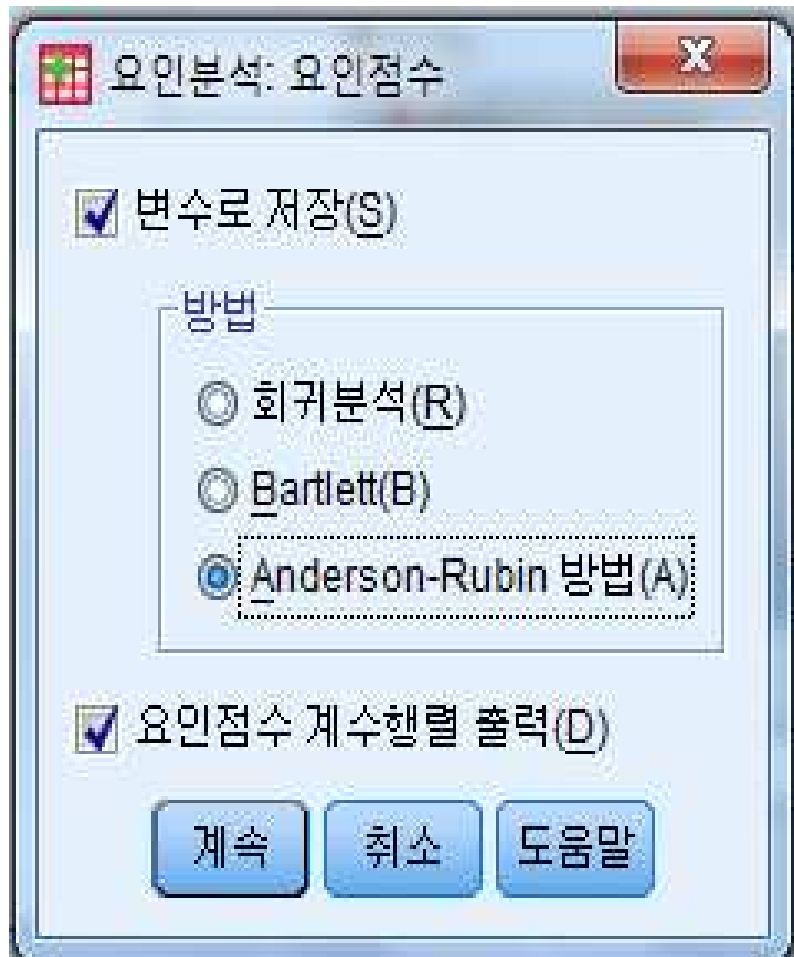 요인분석: 요인점수
변수로 저장(S)
방법
회귀분석(R)
Bartlett(B)
Anderson-Rubin 방법(A)
요인점수 계수행렬 출력(D)
계속 취소 도움말